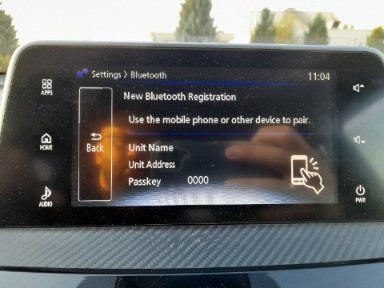 Settings > Bluetooth 11:04
New Bluetooth Registration
Use the mobile phone or other device to pair.
Back
Unit Name
Unit Address
Passkey 0000
APPS
HOME
AUDIO
PWR